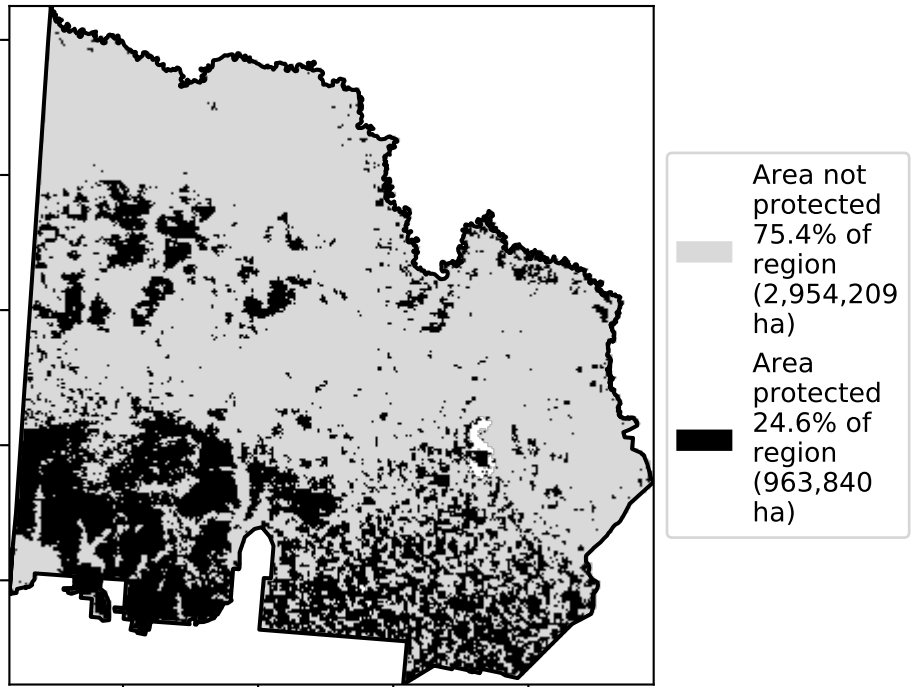 Area not
protected
75.4% of
region
(2,954,209
ha)
Area
protected
24.6% of
region
(963,840
ha)